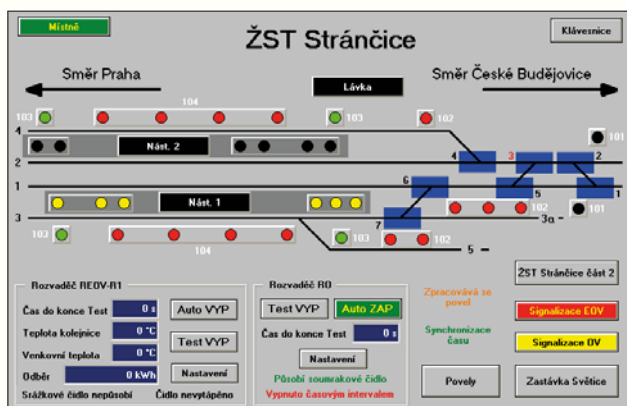 Místně
ŽST Stránčice
Klávesnice
Směr Praha
Lávka
Směr České Budějovice
104
103
103
102
4
101
Nást. 2
4
3
2
2
1
6
5
1
Nást. 1
102
101
3
7
3a
103
104
103
102
5
Rozvaděč REOV-R1
Čas do konce Test
0 s
Auto VYP
Teplota kolejnice
0 °C
Test VYP
Venkovní teplota
0 °C
Odběr
0 kWh
Nastavení
Srážkové čidlo nepůsobí
Čidlo nevytápěno
Rozvaděč RO
Test VYP
Auto ZAP
Čas do konce Test
0 s
Nastavení
Působí soumrakové čidlo
Vypnuto časovým intervalem
Zpracovává se
povel
Synchronizace
času
Povely
ŽST Stránčice část 2
Signalizace EOV
Signalizace OV
Zastávka Světice